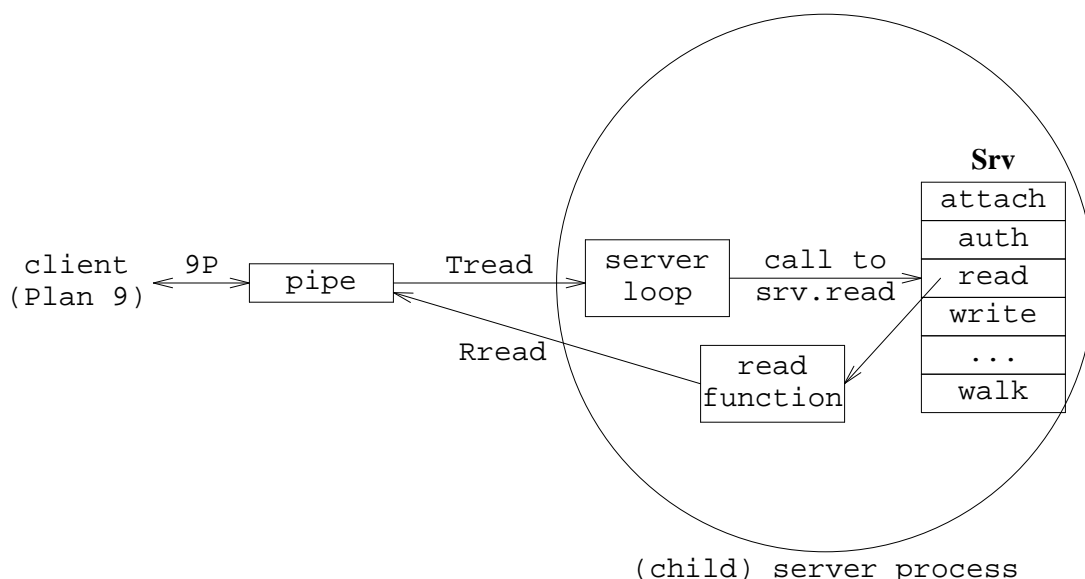 Srv
attach
auth
read
write
...
walk
client
(Plan 9)
9P
pipe
Tread
server
loop
call to
srv.read
Rread
read
function
(child) server process